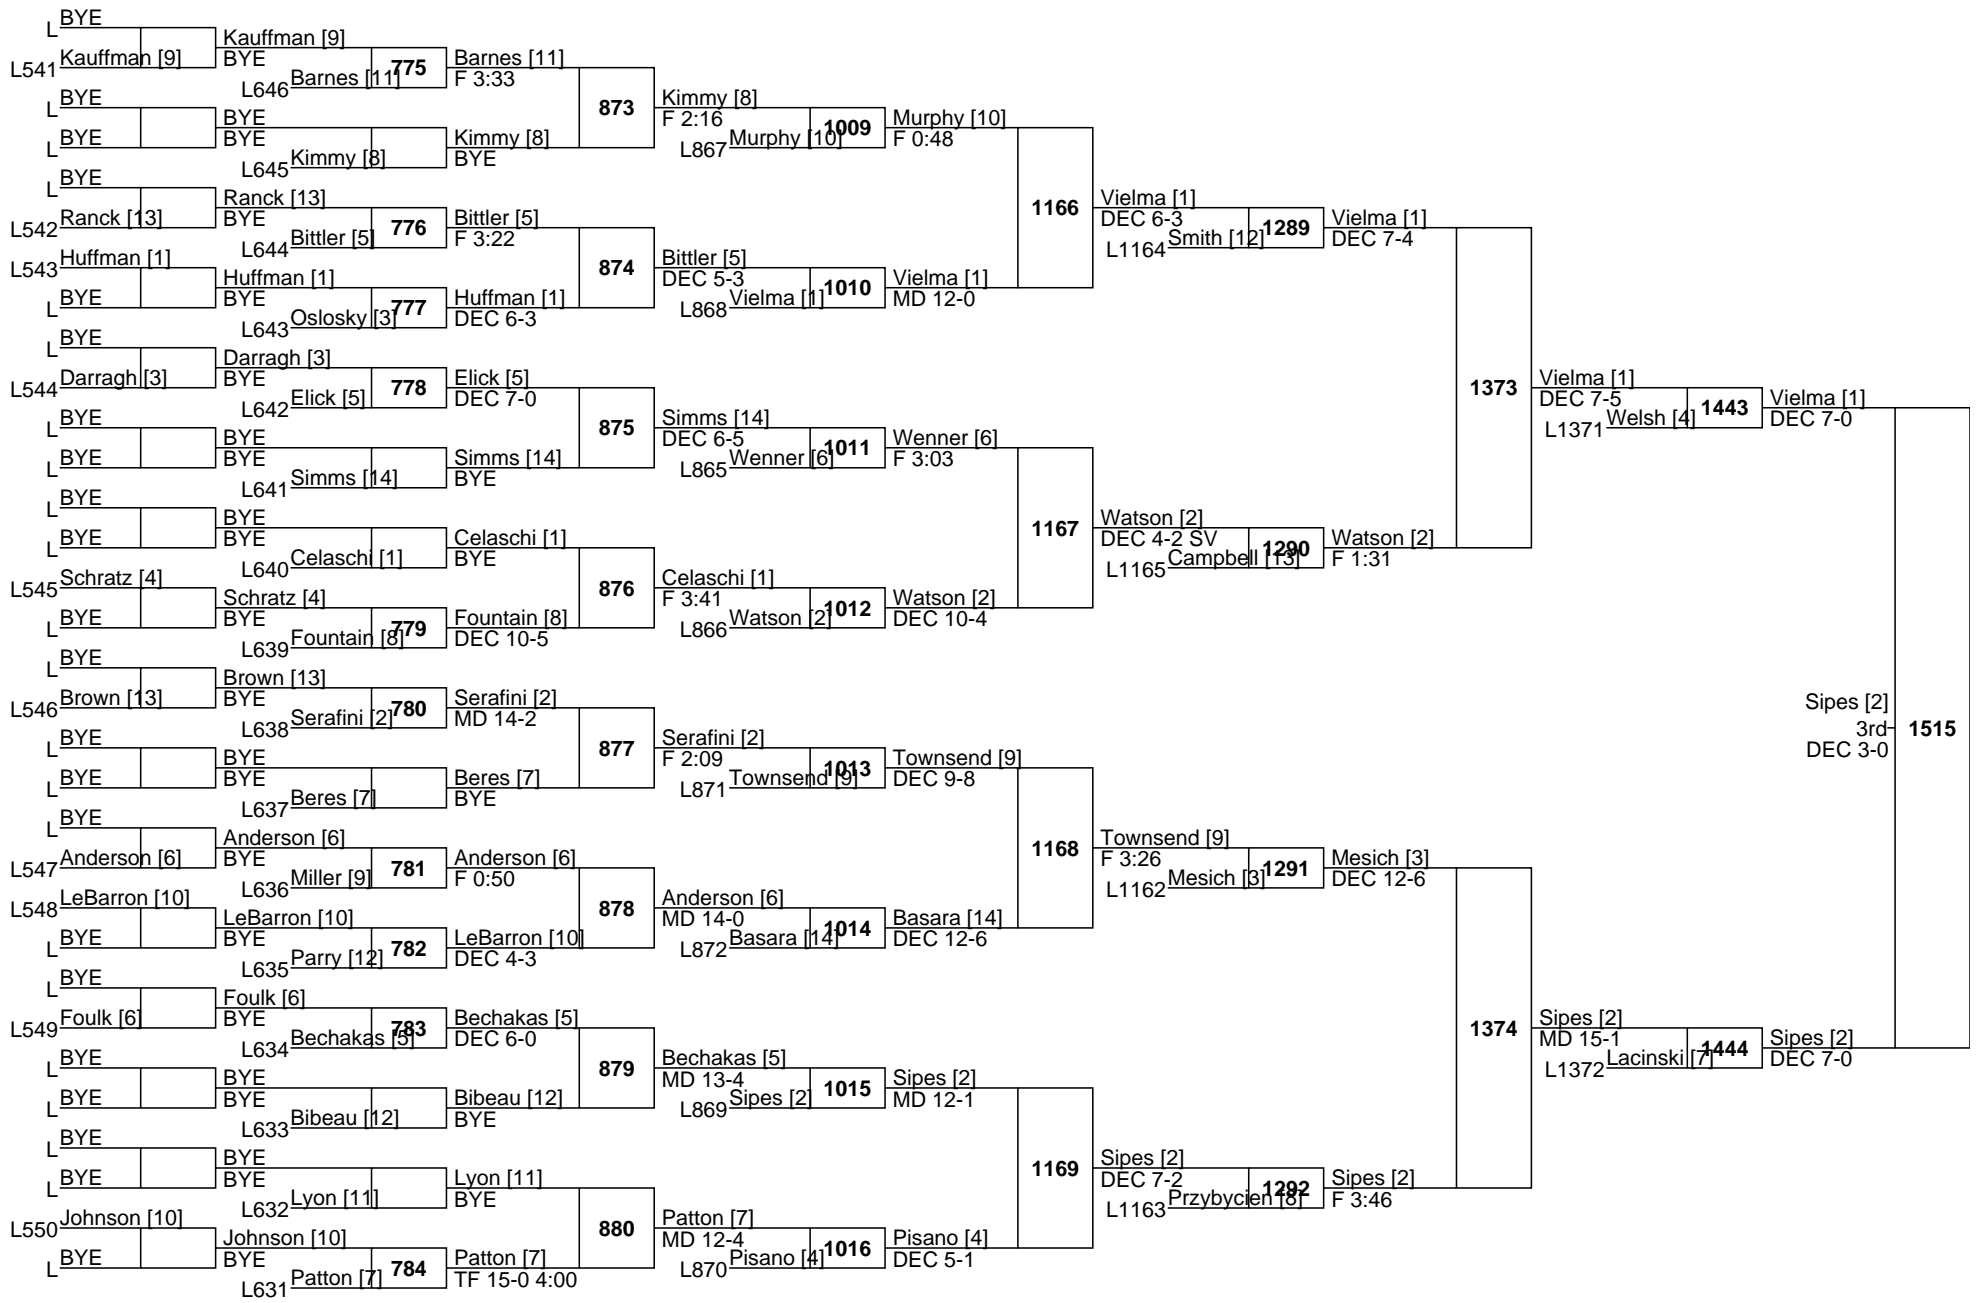 BYE
L
Kauffman [9]
L541
Kauffman [9]
BYE
Barnes [11]
L646
775
Barnes [11]
F 3:33
BYE
L
BYE
L
BYE
BYE
Kimmy [8]
L645
Kimmy [8]
BYE
873
Kimmy [8]
F 2:16
Murphy [10]
L867
1009
Murphy [10]
F 0:48
BYE
L
Ranck [13]
L542
Ranck [13]
BYE
Bittler [5]
L644
776
Bittler [5]
F 3:22
Huffman [1]
L543
BYE
L
Huffman [1]
BYE
Oslosky [3]
L643
777
Huffman [1]
DEC 6-3
874
Bittler [5]
DEC 5-3
Vielma [1]
L868
1010
Vielma [1]
MD 12-0
1166
Vielma [1]
DEC 6-3
Smith [12]
L1164
1289
Vielma [1]
DEC 7-4
BYE
L
Darragh [3]
L544
Darragh [3]
BYE
Elick [5]
L642
778
Elick [5]
DEC 7-0
BYE
L
BYE
L
BYE
BYE
Simms [14]
L641
Simms [14]
BYE
875
Simms [14]
DEC 6-5
Wenner [6]
L865
1011
Wenner [6]
F 3:03
BYE
L
BYE
L
BYE
BYE
Celaschi [1]
L640
Celaschi [1]
BYE
Schratz [4]
L545
BYE
L
Schratz [4]
BYE
Fountain [8]
L639
779
Fountain [8]
DEC 10-5
876
Celaschi [1]
F 3:41
Watson [2]
L866
1012
Watson [2]
DEC 10-4
1167
Watson [2]
DEC 4-2 SV
Campbell [13]
L1165
1290
Watson [2]
F 1:31
1373
Vielma [1]
DEC 7-5
Welsh [4]
L1371
1443
Vielma [1]
DEC 7-0
BYE
L
Brown [13]
L546
Brown [13]
BYE
Serafini [2]
L638
780
Serafini [2]
MD 14-2
BYE
L
BYE
L
BYE
BYE
Beres [7]
L637
Beres [7]
BYE
877
Serafini [2]
F 2:09
Townsend [9]
L871
1013
Townsend [9]
DEC 9-8
BYE
L
Anderson [6]
L547
Anderson [6]
BYE
Miller [9]
L636
781
Anderson [6]
F 0:50
LeBarron [10]
L548
BYE
L
LeBarron [10]
BYE
Parry [12]
L635
782
LeBarron [10]
DEC 4-3
878
Anderson [6]
MD 14-0
Basara [14]
L872
1014
Basara [14]
DEC 12-6
1168
Townsend [9]
F 3:26
Mesich [3]
L1162
1291
Mesich [3]
DEC 12-6
BYE
L
Foulk [6]
L549
Foulk [6]
BYE
Bechakas [5]
L634
783
Bechakas [5]
DEC 6-0
BYE
L
BYE
L
BYE
BYE
Bibeau [12]
L633
Bibeau [12]
BYE
879
Bechakas [5]
MD 13-4
Sipes [2]
L869
1015
Sipes [2]
MD 12-1
BYE
L
BYE
L
BYE
BYE
Lyon [11]
L632
Lyon [11]
BYE
Johnson [10]
L550
BYE
L
Johnson [10]
BYE
Patton [7]
L631
784
Patton [7]
TF 15-0 4:00
880
Patton [7]
MD 12-4
Pisano [4]
L870
1016
Pisano [4]
DEC 5-1
1169
Sipes [2]
DEC 7-2
Przybycien [8]
L1163
1292
Sipes [2]
F 3:46
1374
Sipes [2]
MD 15-1
Lacinski [7]
L1372
1444
Sipes [2]
DEC 7-0
Sipes [2]
3rd
DEC 3-0
1515